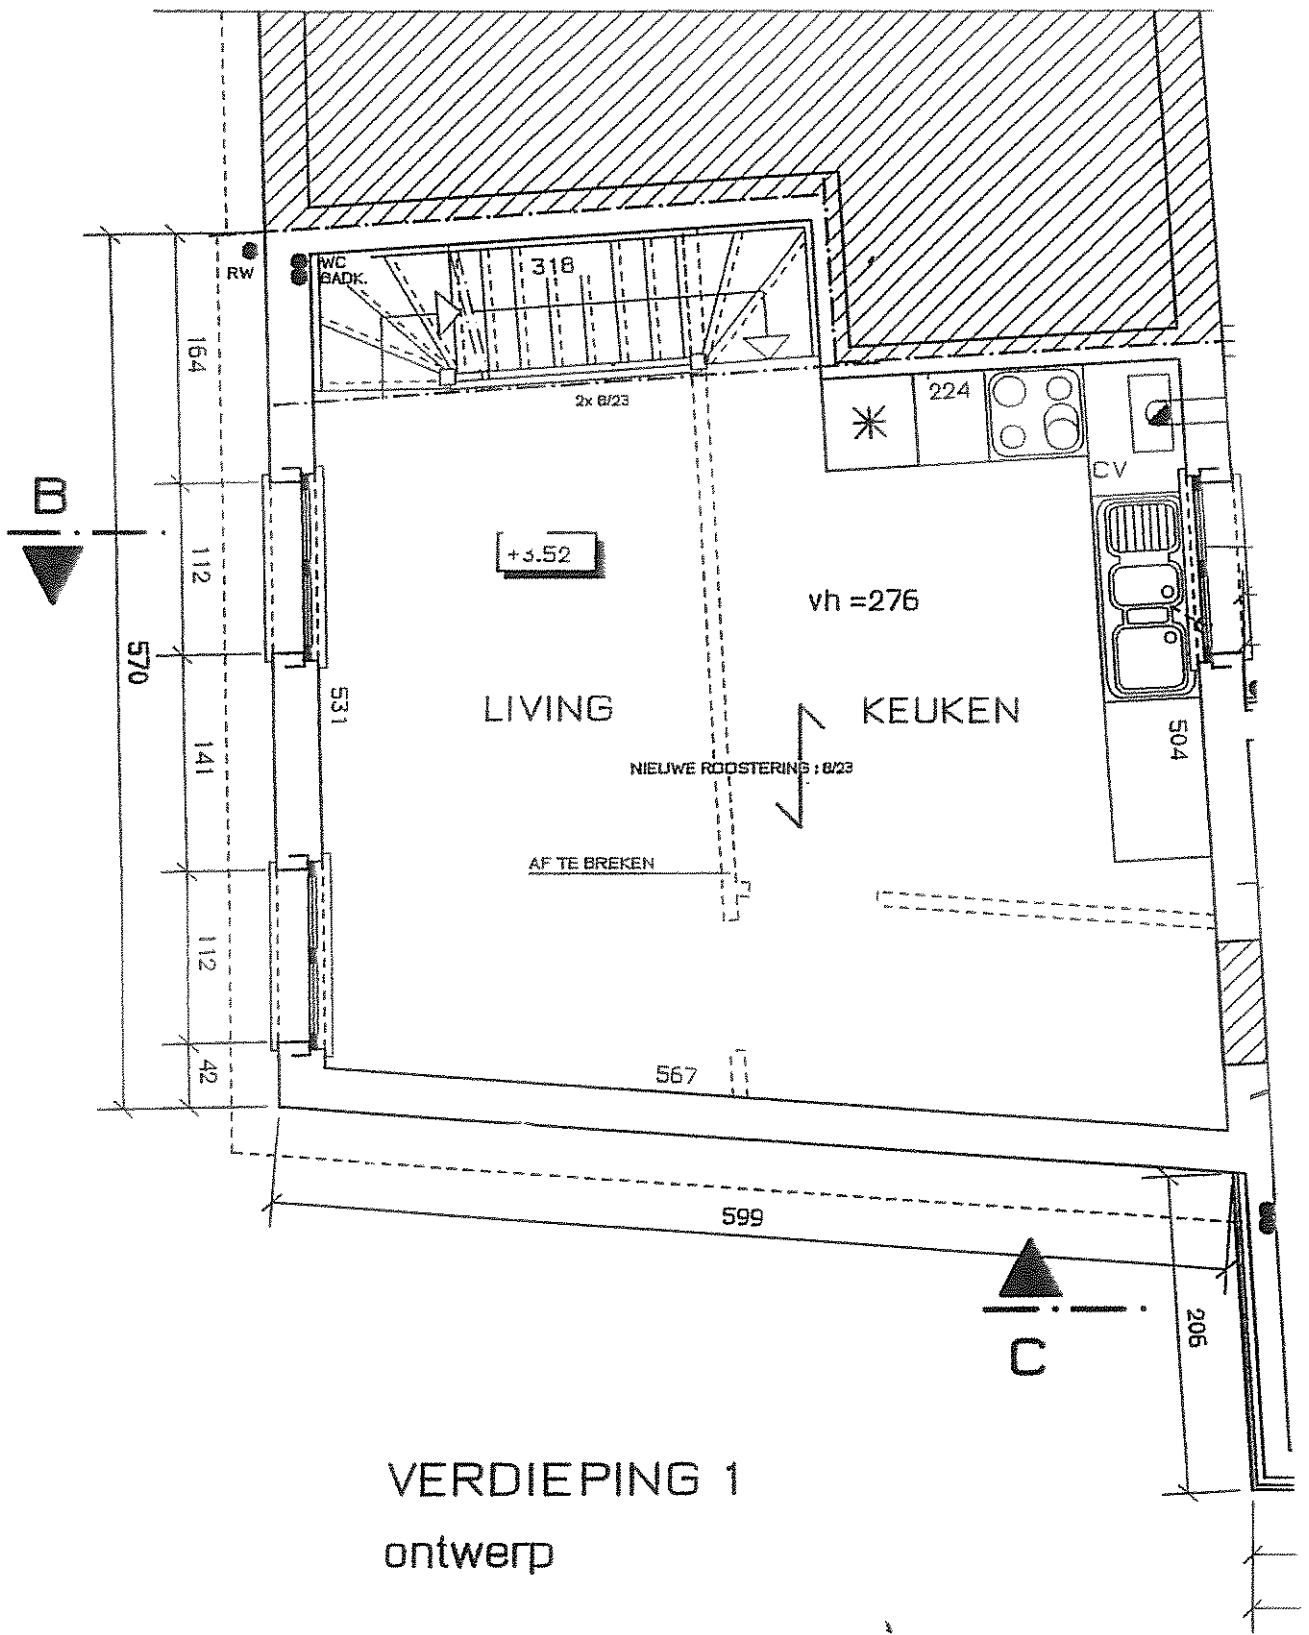 RW
WC
BADK.
318
164
2x 8/23
224
CV
B
+3.52
112
vh =276
570
531
LIVING
KEUKEN
504
141
NIEUWE ROOSTERING : 8/23
AF TE BREKEN
112
42
567
599
C
206
VERDIEPING 1
ontwerp